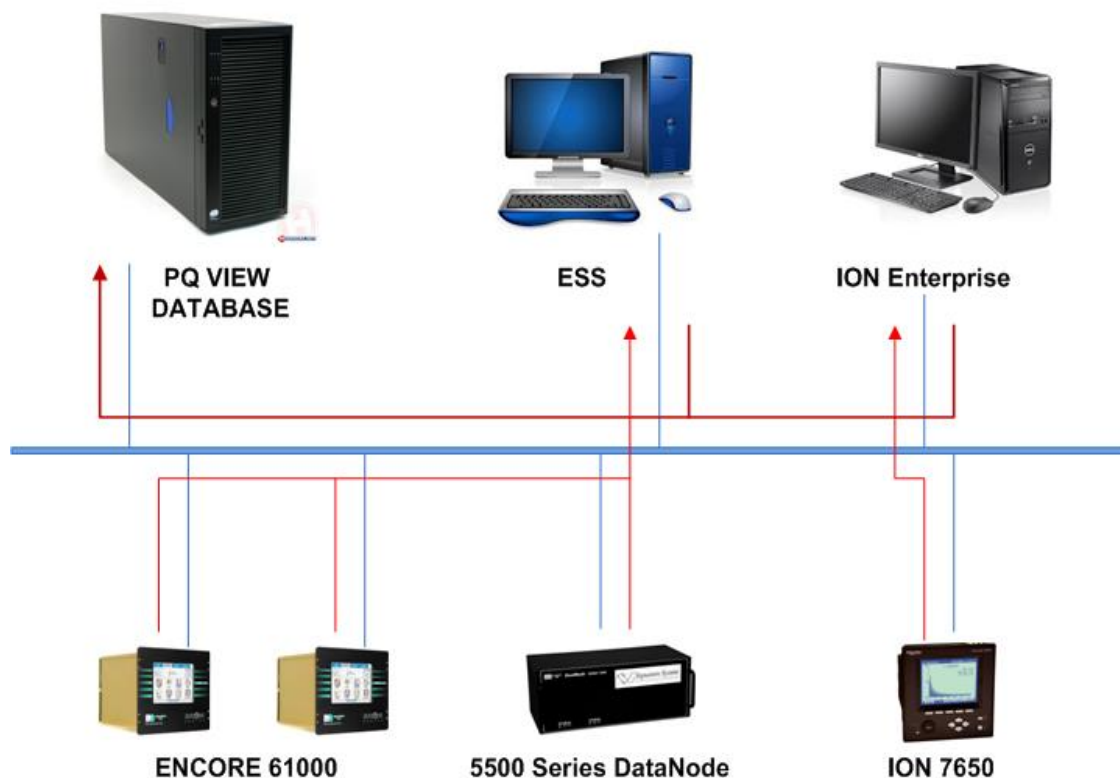 PQ VIEW
DATABASE
ESS
ION Enterprise
ENCORE 61000
5500 Series DataNode
ION 7650